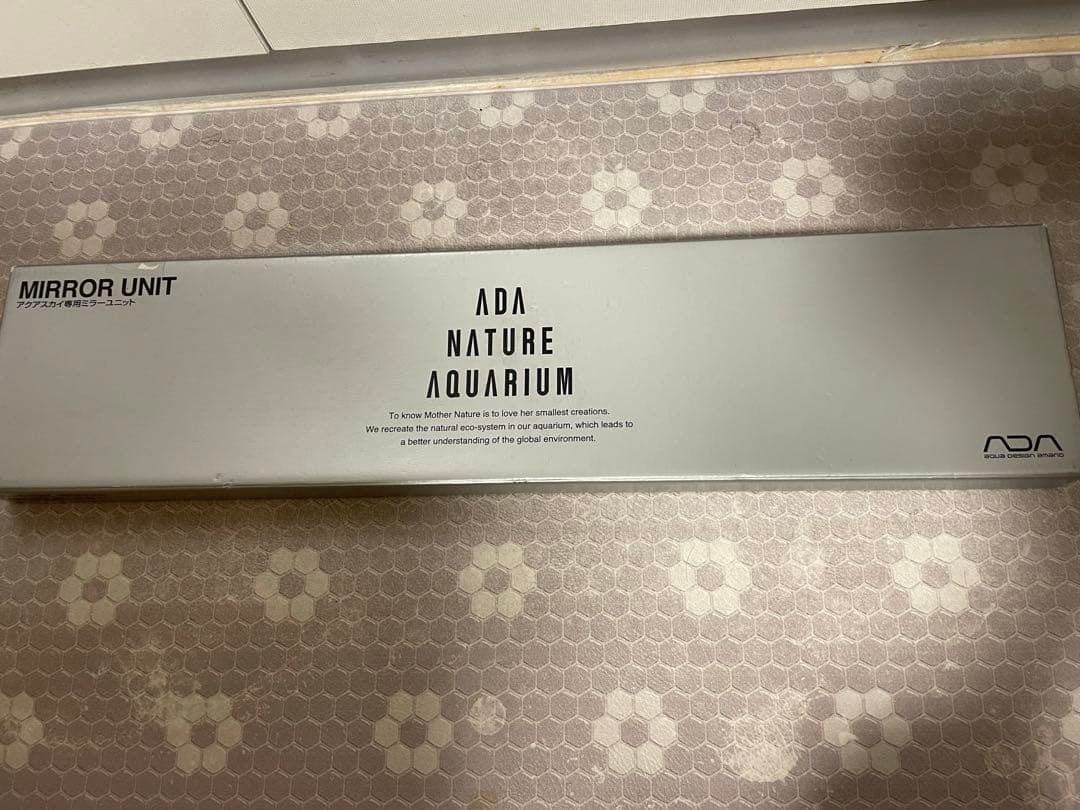 MIRROR UNIT
アクアスカイ専用ミラーユニット
ADA
NATURE
AQUARIUM
To know Mother Nature is to love her smallest creations.
We recreate the natural eco-system in our aquarium, which leads to
a better understanding of the global environment.
ADA
aqua design amano